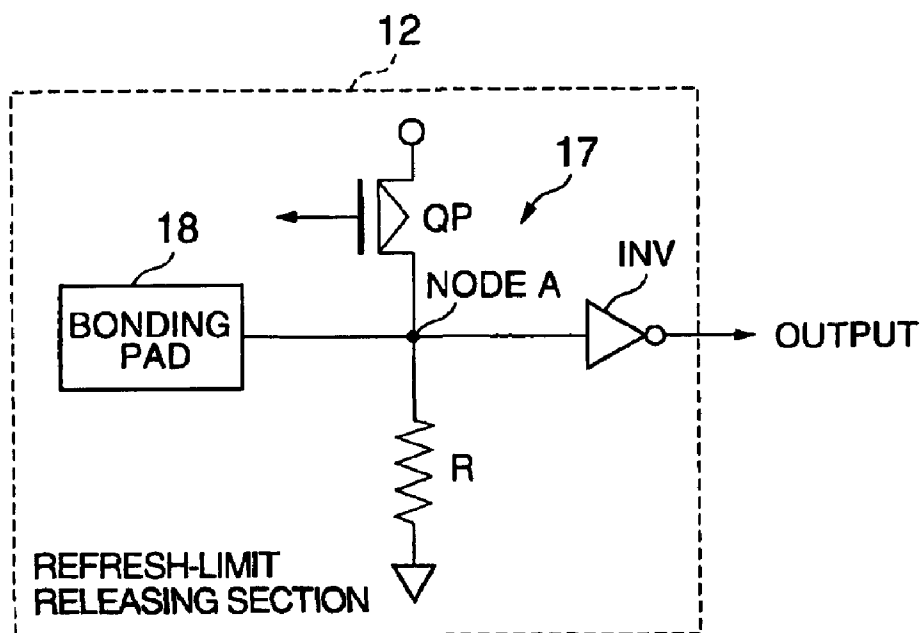 12
17
18
QP
INV
NODE A
BONDING
PAD
OUTPUT
R
REFRESH-LIMIT
RELEASING SECTION